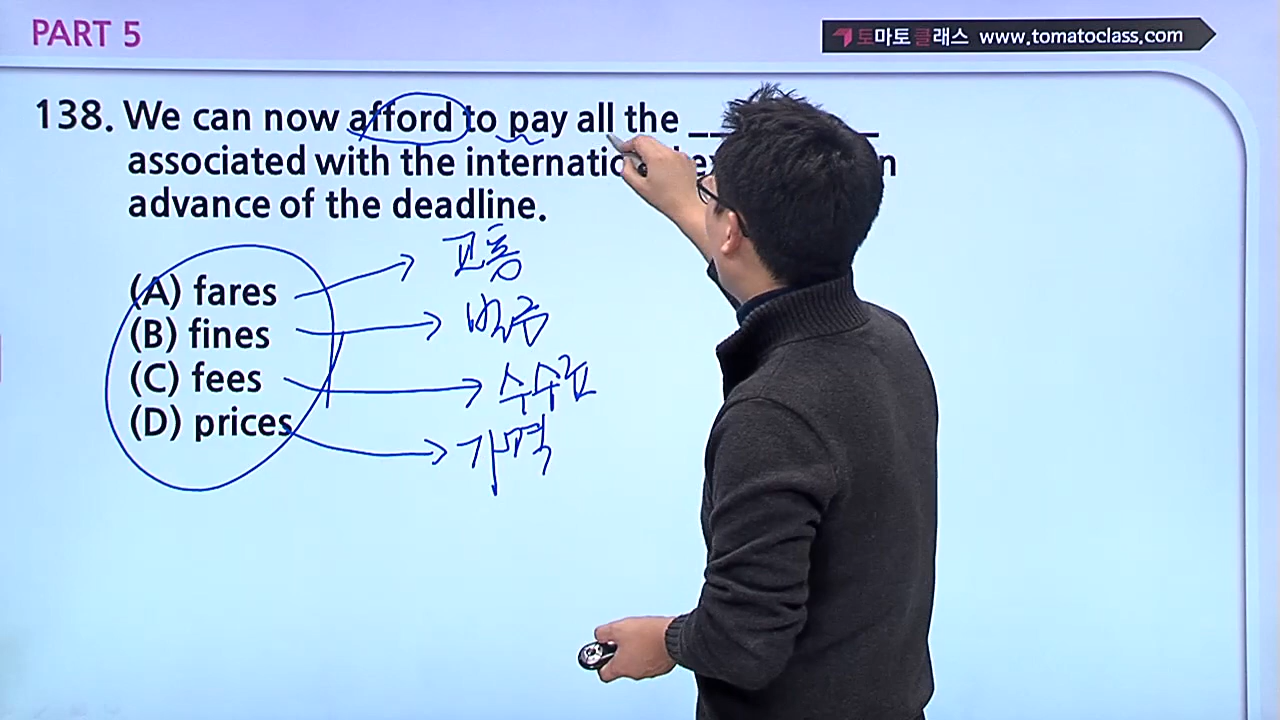 PART 5
토마토클래스 www.tomatoclass.com
138. We can now afford to pay all the
associated with the
advance of the deadline.
(A) fares 교통
(B) fines 벌금
(C) fees 수수료
(D) prices 가격